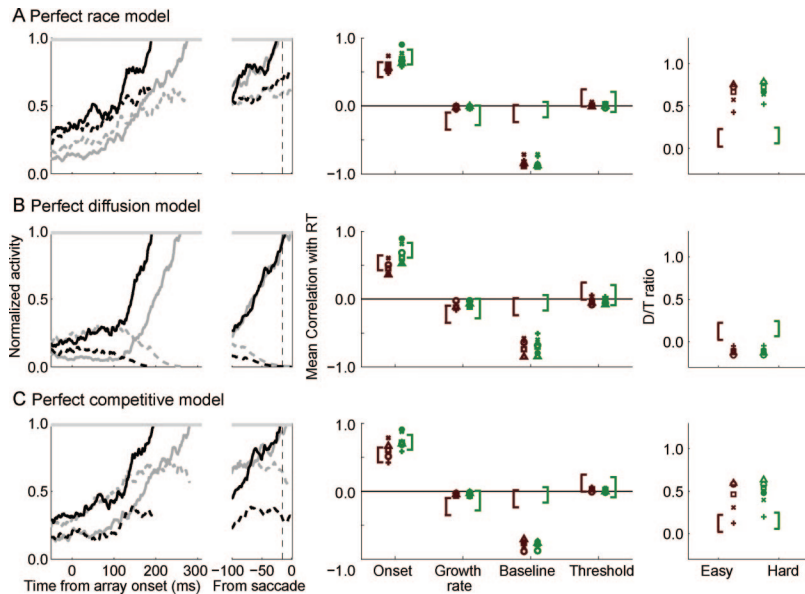 A Perfect race model
1.0
0.5
0.0
1.0
0.0
−1.0
1.0
0.5
0.0
B Perfect diffusion model
Normalized activity
1.0
0.5
0.0
Mean Correlation with RT
1.0
0.0
−1.0
D/T ratio
1.0
0.5
0.0
C Perfect competitive model
1.0
0.5
0.0
1.0
0.0
−1.0
1.0
0.5
0.0
0 100 200 300
Time from array onset (ms)
−100 −50 0
From saccade
Onset Growth rate Baseline Threshold
Easy Hard